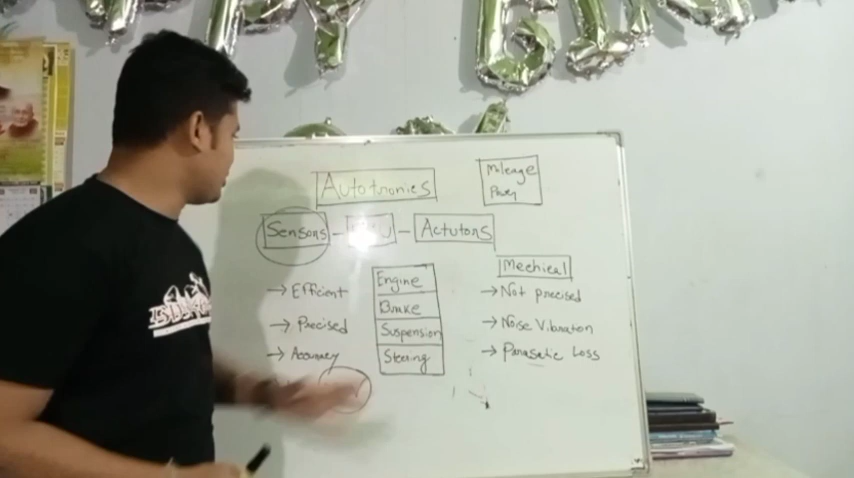 Autotronics
Mileage
Power
Sensors - - Actutors
Mechical
→ Efficient
→ Precised
→ Accuracy
Engine
Brake
Suspension
Steering
→ Not precised
→ Noise Vibration
→ Parasatic Loss